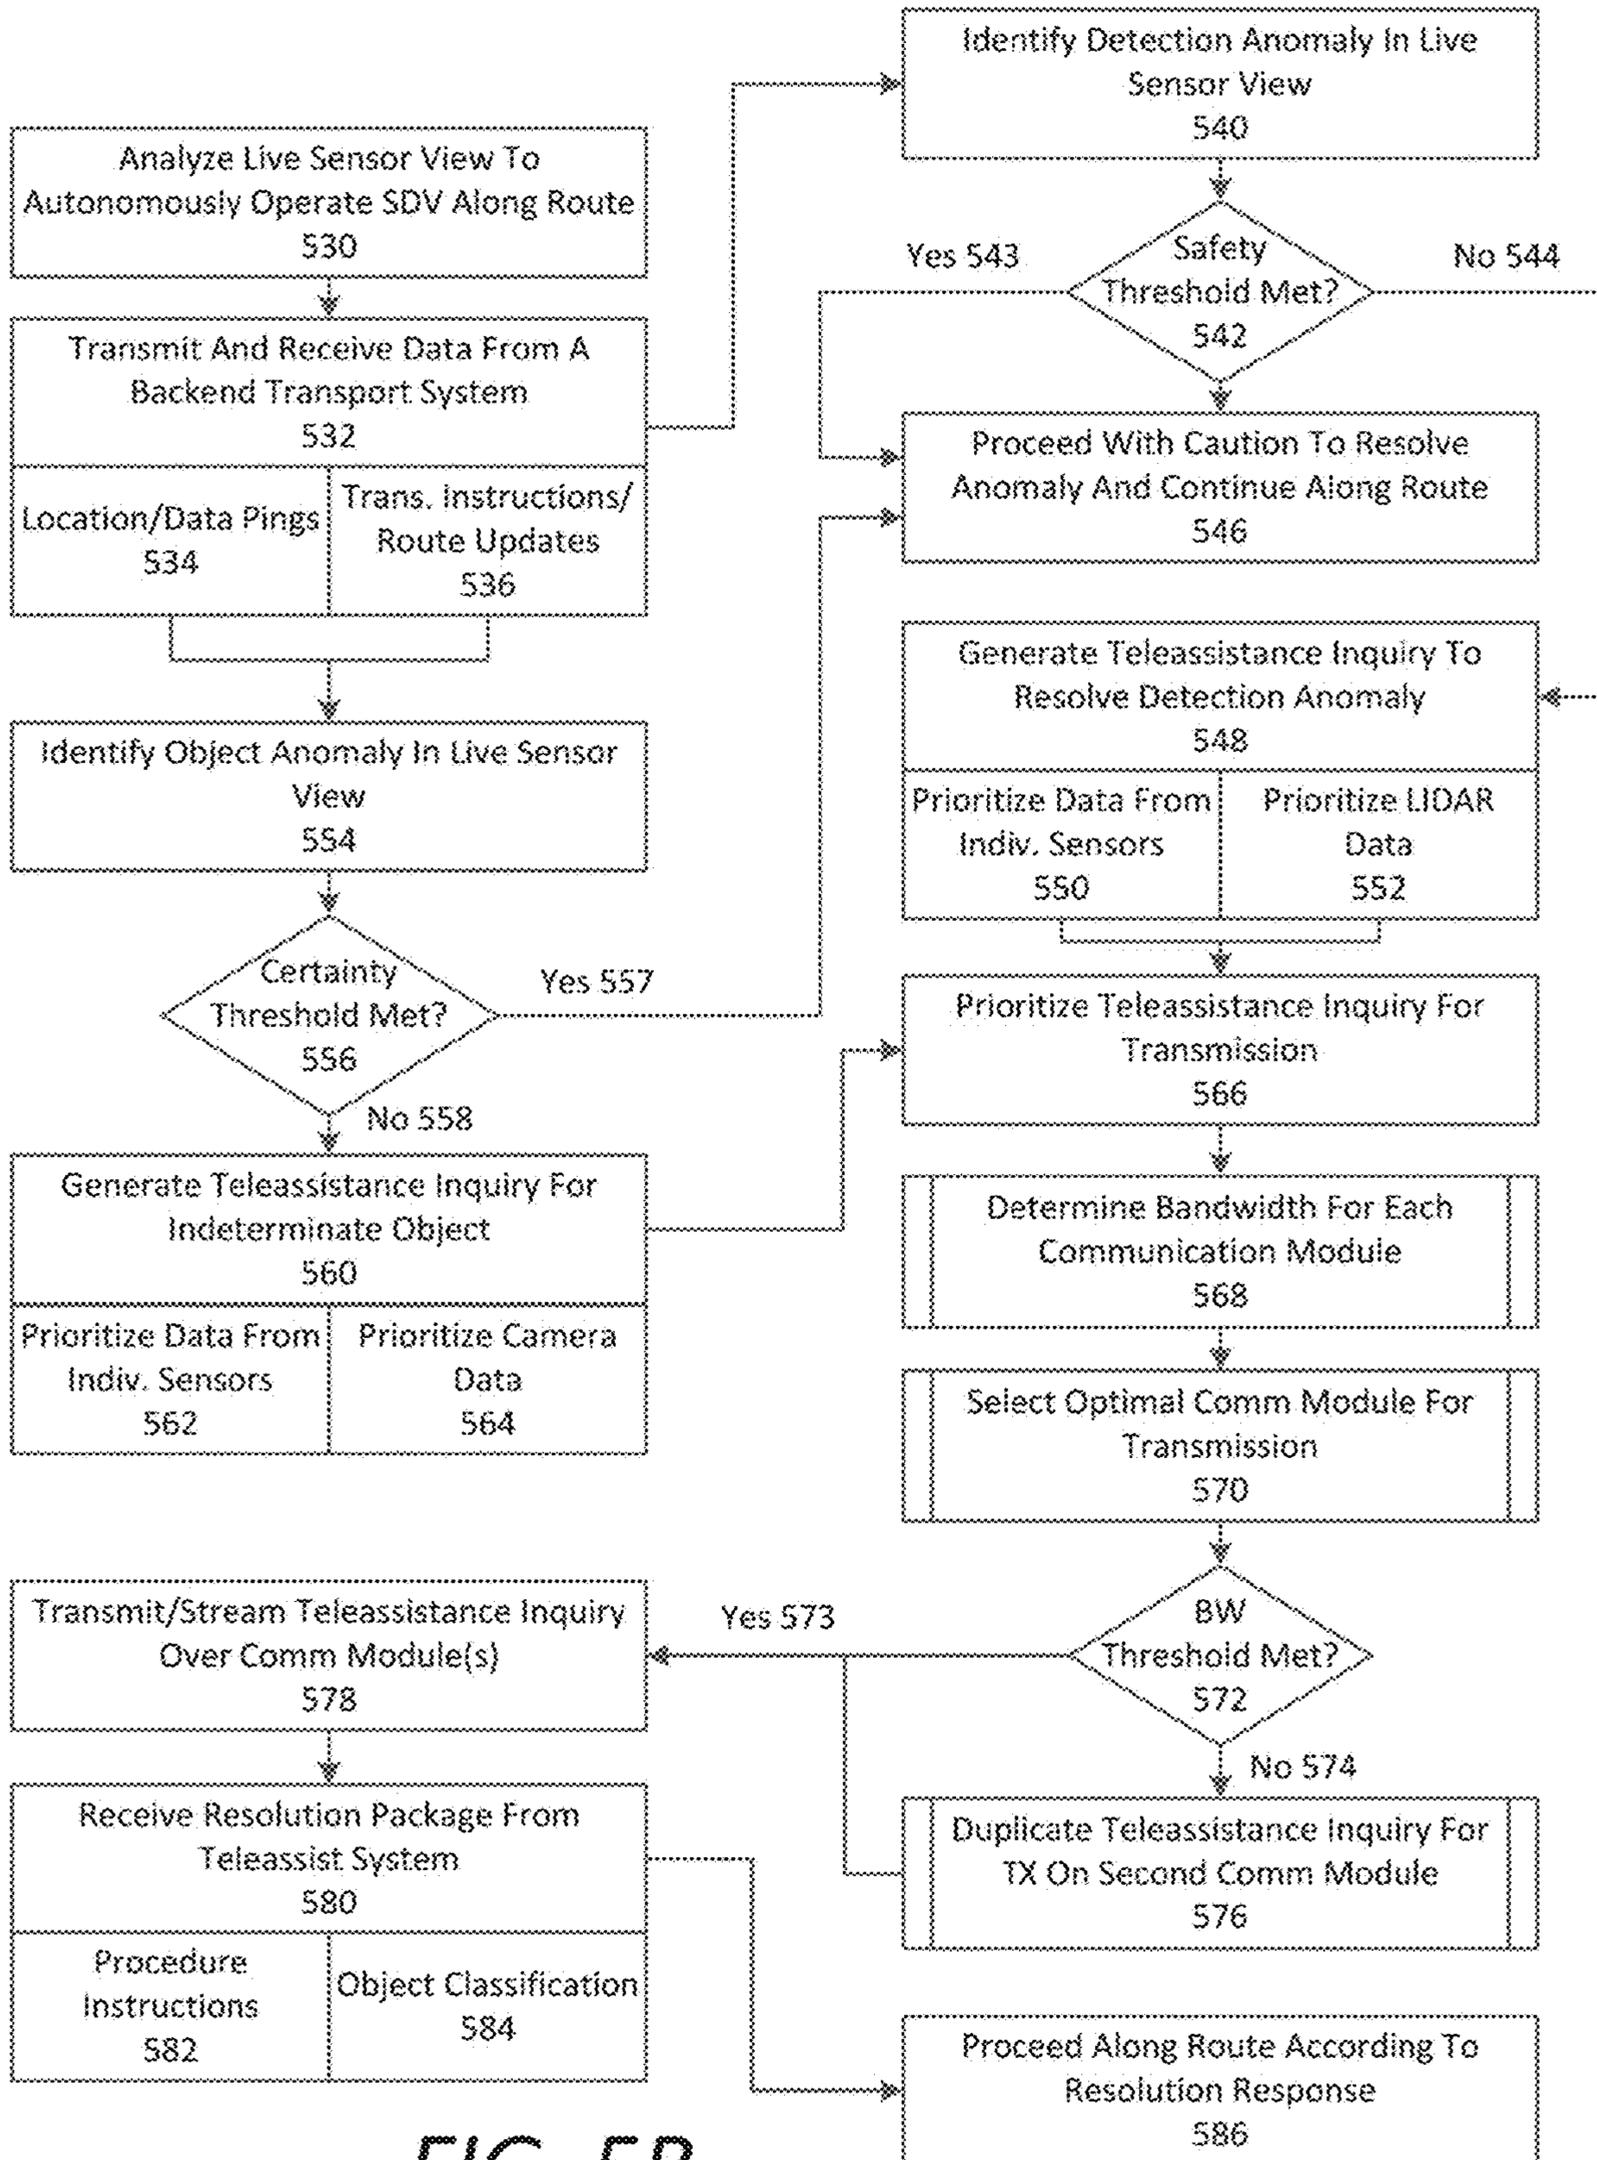 Analyze Live Sensor View To
Autonomously Operate SDV Along Route
530
Transmit And Receive Data From A
Backend Transport System
532
Location/Data Pings
534
Trans. Instructions/
Route Updates
536
Identify Object Anomaly In Live Sensor
View
554
Certainty
Threshold Met?
556
Yes 557
No 558
Generate Teleassistance Inquiry For
Indeterminate Object
560
Prioritize Data From
Indiv. Sensors
562
Prioritize Camera
Data
564
Identify Detection Anomaly In Live
Sensor View
540
Safety
Threshold Met?
542
Yes 543
No 544
Proceed With Caution To Resolve
Anomaly And Continue Along Route
546
Generate Teleassistance Inquiry To
Resolve Detection Anomaly
548
Prioritize Data From
Indiv. Sensors
550
Prioritize LIDAR
Data
552
Prioritize Teleassistance Inquiry For
Transmission
566
Determine Bandwidth For Each
Communication Module
568
Select Optimal Comm Module For
Transmission
570
BW
Threshold Met?
572
Yes 573
No 574
Duplicate Teleassistance Inquiry For
TX On Second Comm Module
576
Transmit/Stream Teleassistance Inquiry
Over Comm Module(s)
578
Receive Resolution Package From
Teleassist System
580
Procedure
Instructions
582
Object Classification
584
Proceed Along Route According To
Resolution Response
586
FIG. 5B